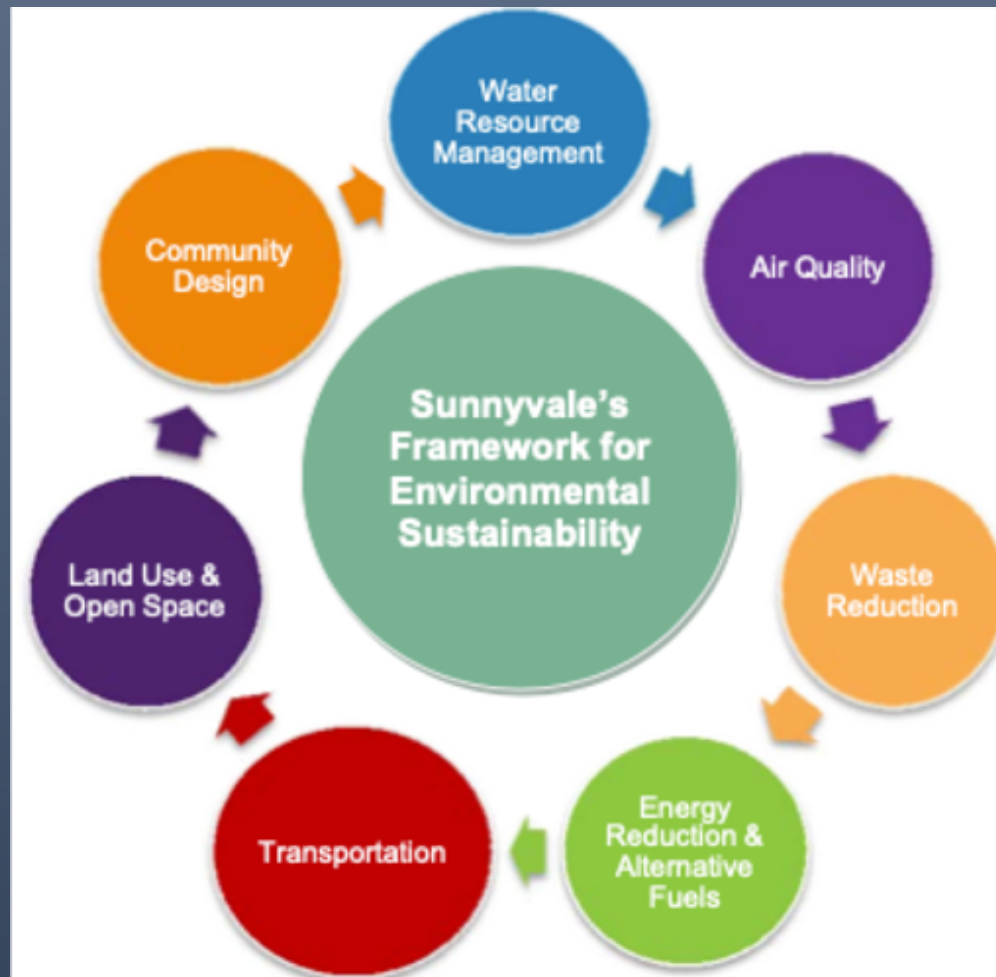 Water
Resource
Management
Air Quality
Waste
Reduction
Energy
Reduction &
Alternative
Fuels
Transportation
Land Use &
Open Space
Community
Design
Sunnyvale's
Framework for
Environmental
Sustainability